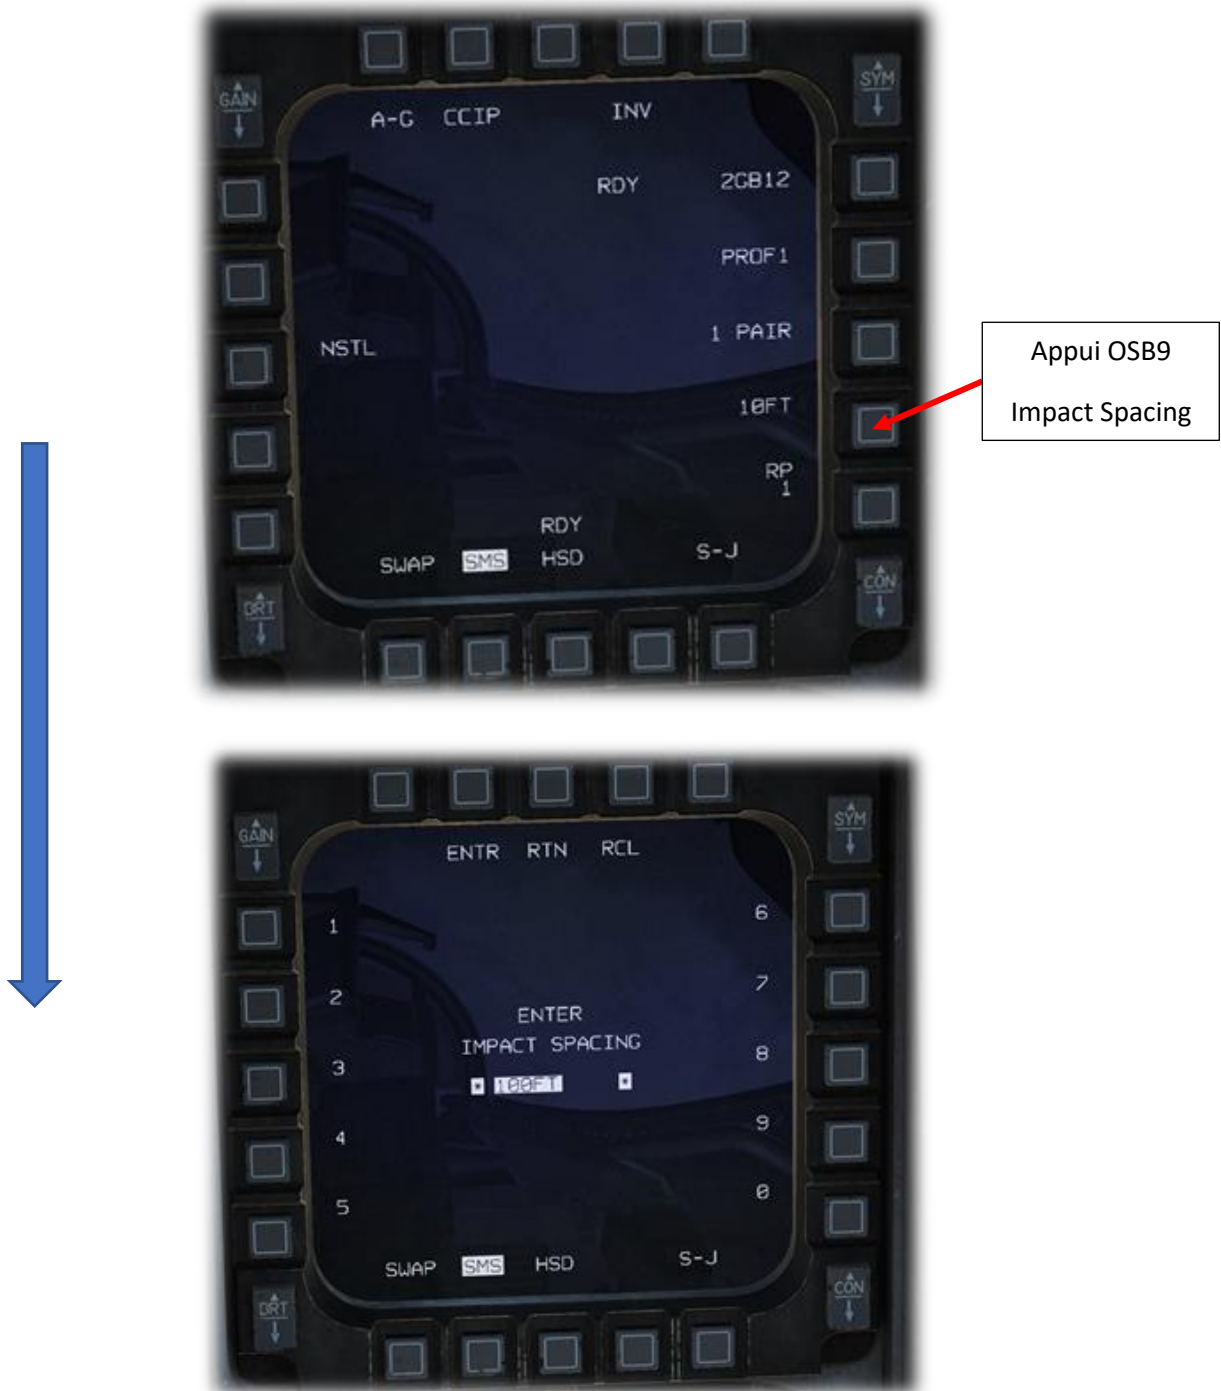 GAIN
SYM
A-G CCIP INV
RDY 2GB12
PROF1
NSTL 1 PAIR
10FT
RP
1
RDY
SWAP SMS HSD S-J
BRT
CON
Appui OSB9
Impact Spacing
GAIN
SYM
ENTR RTN RCL
1 6
2 7
ENTER
IMPACT SPACING
3 8
* 100FT *
4 9
5 0
SWAP SMS HSD S-J
BRT
CON